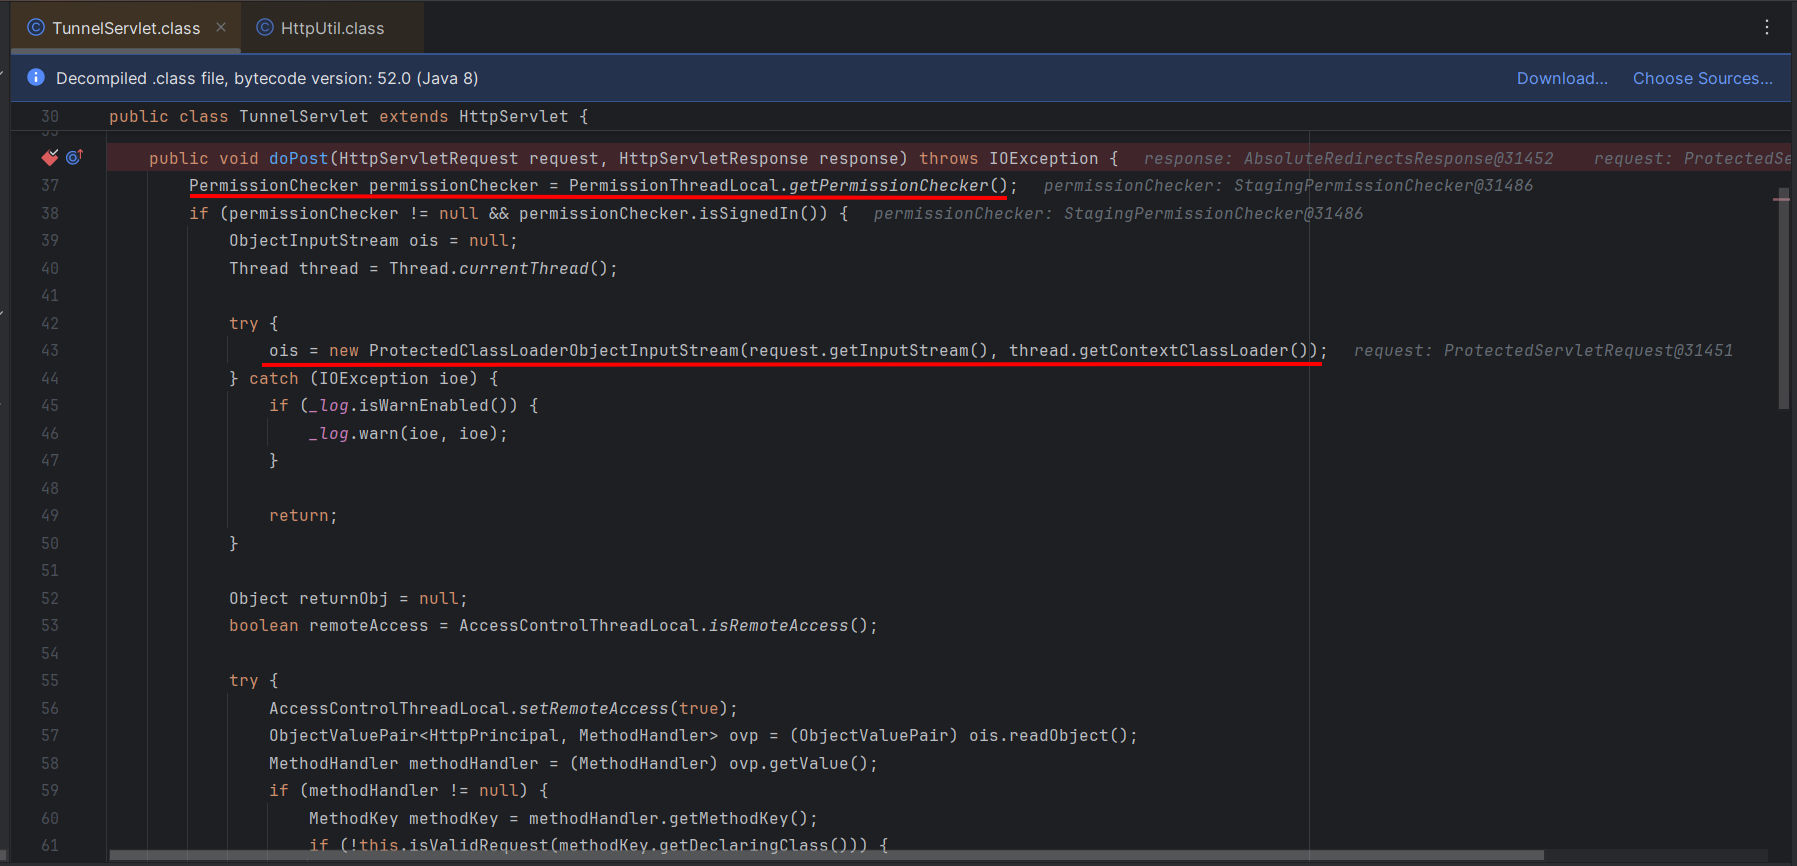 TunnelServlet.class HttpUtil.class
Decompiled .class file, bytecode version: 52.0 (Java 8) Download... Choose Sources...
30 public class TunnelServlet extends HttpServlet {
public void doPost(HttpServletRequest request, HttpServletResponse response) throws IOException { response: AbsoluteRedirectsResponse@31452 request: ProtectedSe
37 PermissionChecker permissionChecker = PermissionThreadLocal.getPermissionChecker(); permissionChecker: StagingPermissionChecker@31486
38 if (permissionChecker != null && permissionChecker.isSignedIn()) { permissionChecker: StagingPermissionChecker@31486
39 ObjectInputStream ois = null;
40 Thread thread = Thread.currentThread();
41
42 try {
43 ois = new ProtectedClassLoaderObjectInputStream(request.getInputStream(), thread.getContextClassLoader()); request: ProtectedServletRequest@31451
44 } catch (IOException ioe) {
45 if (_log.isWarnEnabled()) {
46 _log.warn(ioe, ioe);
47 }
48
49 return;
50 }
51
52 Object returnObj = null;
53 boolean remoteAccess = AccessControlThreadLocal.isRemoteAccess();
54
55 try {
56 AccessControlThreadLocal.setRemoteAccess(true);
57 ObjectValuePair<HttpPrincipal, MethodHandler> ovp = (ObjectValuePair) ois.readObject();
58 MethodHandler methodHandler = (MethodHandler) ovp.getValue();
59 if (methodHandler != null) {
60 MethodKey methodKey = methodHandler.getMethodKey();
61 if (!this.isValidRequest(methodKey.getDeclaringClass())) {